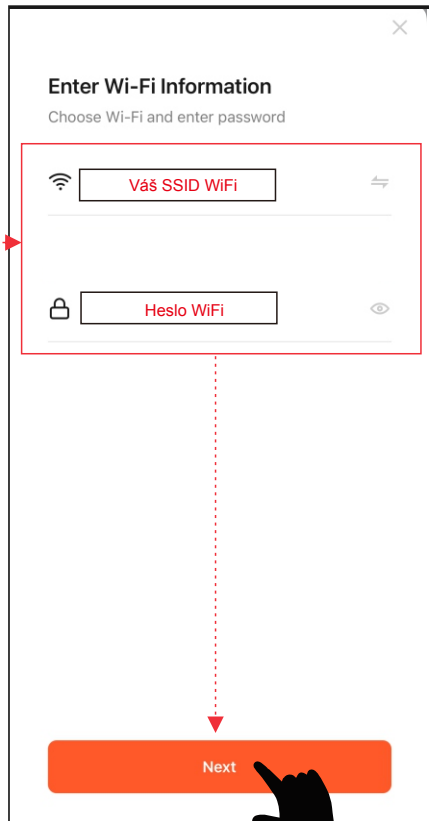 Enter Wi-Fi Information
Choose Wi-Fi and enter password
Váš SSID WiFi
Heslo WiFi
Next